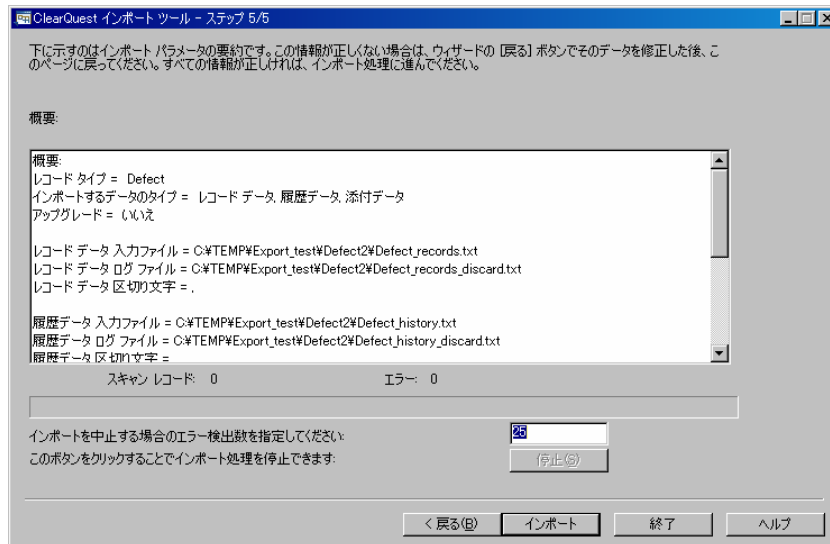 ClearQuest インポート ツール - ステップ 5/5
下に示すのはインポート パラメータの要約です。この情報が正しくない場合は、ウィザードの [戻る] ボタンでそのデータを修正した後、こ
のページに戻ってください。すべての情報が正しければ、インポート処理に進んでください。
概要:
概要:
レコード タイプ = Defect
インポートするデータのタイプ = レコード データ, 履歴データ, 添付データ
アップグレード = いいえ
レコード データ 入力ファイル = C:¥TEMP¥Export_test¥Defect2¥Defect_records.txt
レコード データ ログ ファイル = C:¥TEMP¥Export_test¥Defect2¥Defect_records_discard.txt
レコード データ 区切り文字 = ,
履歴データ 入力ファイル = C:¥TEMP¥Export_test¥Defect2¥Defect_history.txt
履歴データ ログ ファイル = C:¥TEMP¥Export_test¥Defect2¥Defect_history_discard.txt
履歴データ 区切り文字 =
スキャン レコード: 0 エラー: 0
インポートを中止する場合のエラー検出数を指定してください: 25
このボタンをクリックすることでインポート処理を停止できます: 停止(S)
< 戻る(B) インポート 終了 ヘルプ